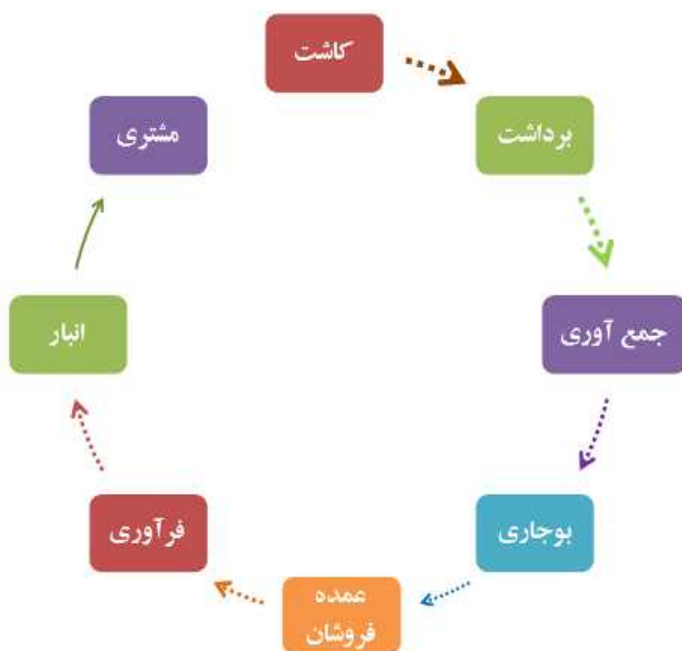 کاشت
برداشت
جمع آوری
بوجاری
عمده
فروشان
فرآوری
انبار
مشتری